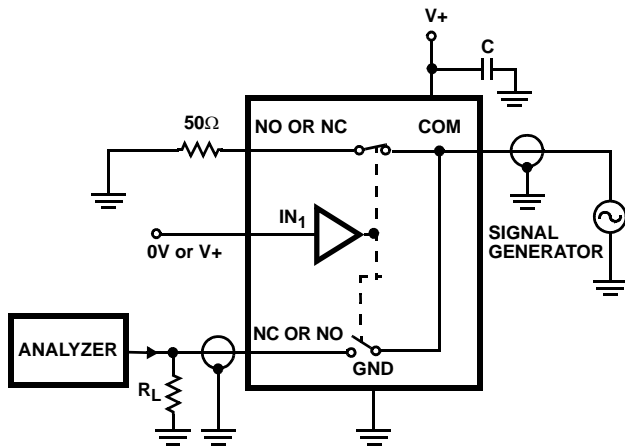 V+
C
50Ω
NO OR NC
COM
IN1
0V or V+
SIGNAL
GENERATOR
NC OR NO
ANALYZER
GND
RL